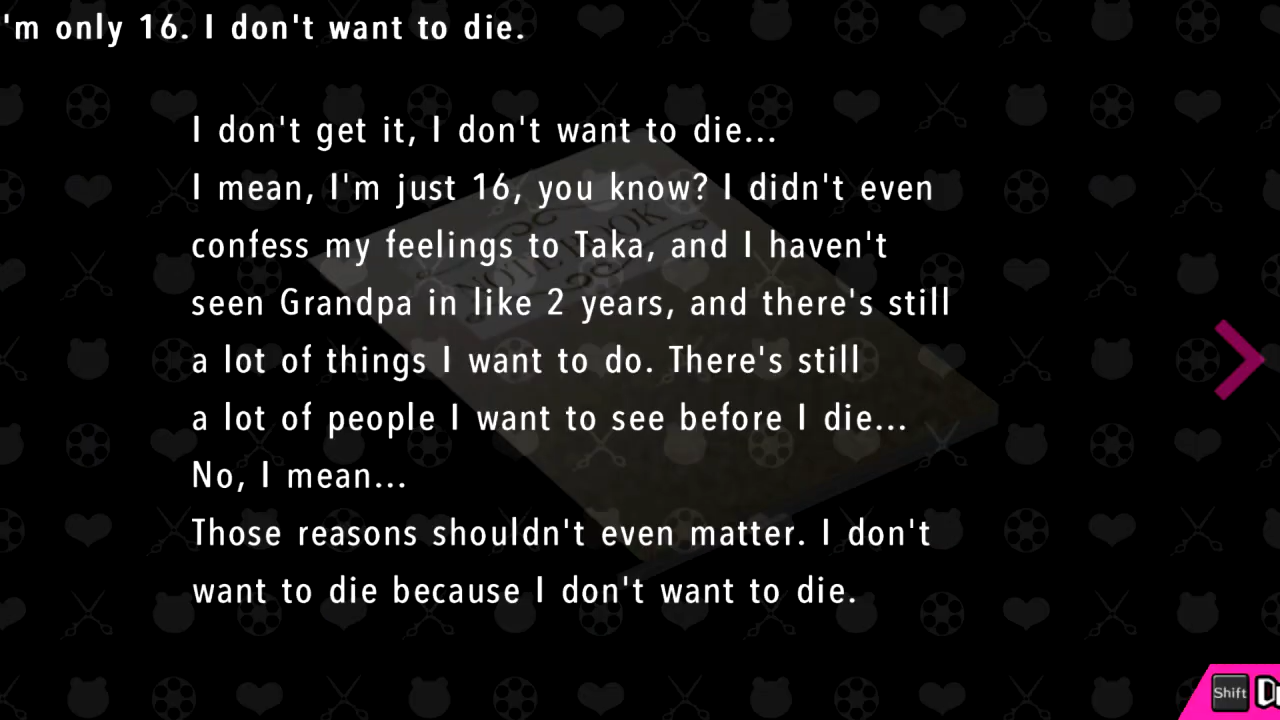 'm only 16. I don't want to die.
I don't get it, I don't want to die...
I mean, I'm just 16, you know? I didn't even
confess my feelings to Taka, and I haven't
seen Grandpa in like 2 years, and there's still
a lot of things I want to do. There's still
a lot of people I want to see before I die...
No, I mean...
Those reasons shouldn't even matter. I don't
want to die because I don't want to die.
NOTEBOOK
Shift